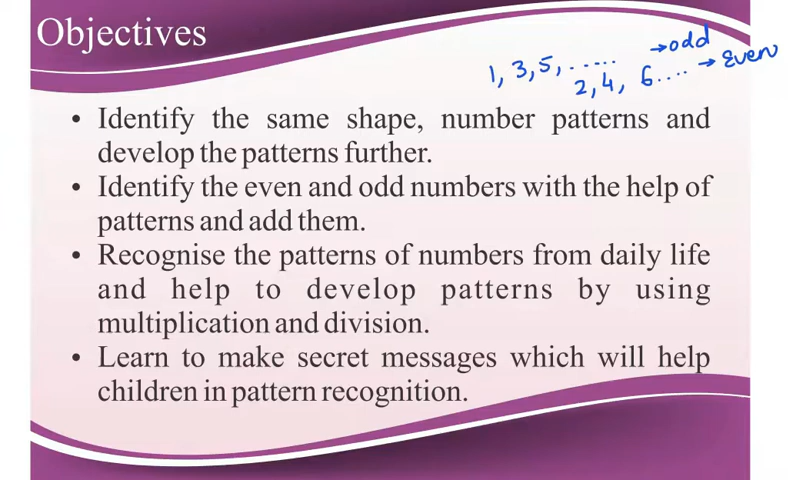 Objectives
1, 3, 5, ..... → odd
2, 4, 6.... → Even
• Identify the same shape, number patterns and
develop the patterns further.
• Identify the even and odd numbers with the help of
patterns and add them.
• Recognise the patterns of numbers from daily life
and help to develop patterns by using
multiplication and division.
• Learn to make secret messages which will help
children in pattern recognition.